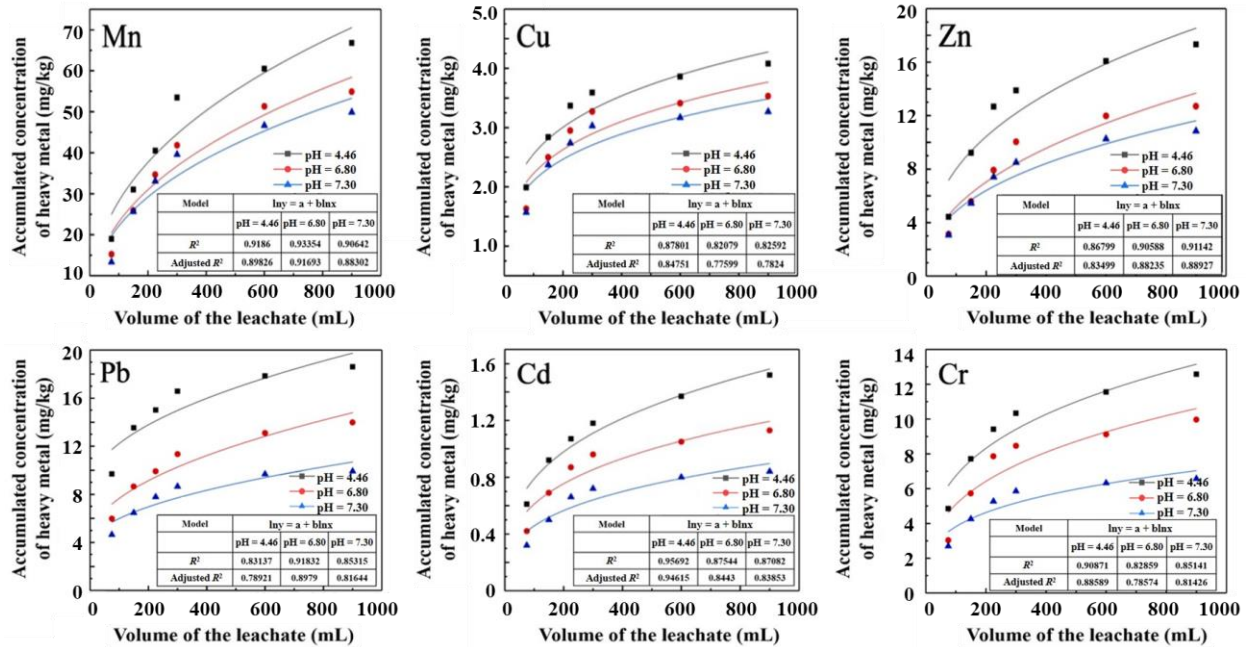 Mn
Accumulated concentration
of heavy metal (mg/kg)
70
60
50
40
30
20
10
pH = 4.46
pH = 6.80
pH = 7.30
Model lny = a + blnx
pH = 4.46 pH = 6.80 pH = 7.30
R² 0.9186 0.93354 0.90642
Adjusted R² 0.89826 0.91693 0.88302
0 200 400 600 800 1000
Volume of the leachate (mL)
Cu
Accumulated concentration
of heavy metal (mg/kg)
5.0
4.0
3.0
2.0
1.0
pH = 4.46
pH = 6.80
pH = 7.30
Model lny = a + blnx
pH = 4.46 pH = 6.80 pH = 7.30
R² 0.87801 0.82079 0.82592
Adjusted R² 0.84751 0.77599 0.7824
0 200 400 600 800 1000
Volume of the leachate (mL)
Zn
Accumulated concentration
of heavy metal (mg/kg)
20
16
12
8
4
0
pH = 4.46
pH = 6.80
pH = 7.30
Model lny = a + blnx
pH = 4.46 pH = 6.80 pH = 7.30
R² 0.86799 0.90588 0.91142
Adjusted R² 0.83499 0.88235 0.88927
0 200 400 600 800 1000
Volume of the leachate (mL)
Pb
Accumulated concentration
of heavy metal (mg/kg)
20
16
12
8
4
0
pH = 4.46
pH = 6.80
pH = 7.30
Model lny = a + blnx
pH = 4.46 pH = 6.80 pH = 7.30
R² 0.83137 0.91832 0.85315
Adjusted R² 0.78921 0.8979 0.81644
0 200 400 600 800 1000
Volume of the leachate (mL)
Cd
Accumulated concentration
of heavy metal (mg/kg)
1.6
1.2
0.8
0.4
0
pH = 4.46
pH = 6.80
pH = 7.30
Model lny = a + blnx
pH = 4.46 pH = 6.80 pH = 7.30
R² 0.95692 0.87544 0.87082
Adjusted R² 0.94615 0.8443 0.83853
0 200 400 600 800 1000
Volume of the leachate (mL)
Cr
Accumulated concentration
of heavy metal (mg/kg)
14
12
10
8
6
4
2
0
pH = 4.46
pH = 6.80
pH = 7.30
Model lny = a + blnx
pH = 4.46 pH = 6.80 pH = 7.30
R² 0.90871 0.82859 0.85141
Adjusted R² 0.88589 0.78574 0.81426
0 200 400 600 800 1000
Volume of the leachate (mL)